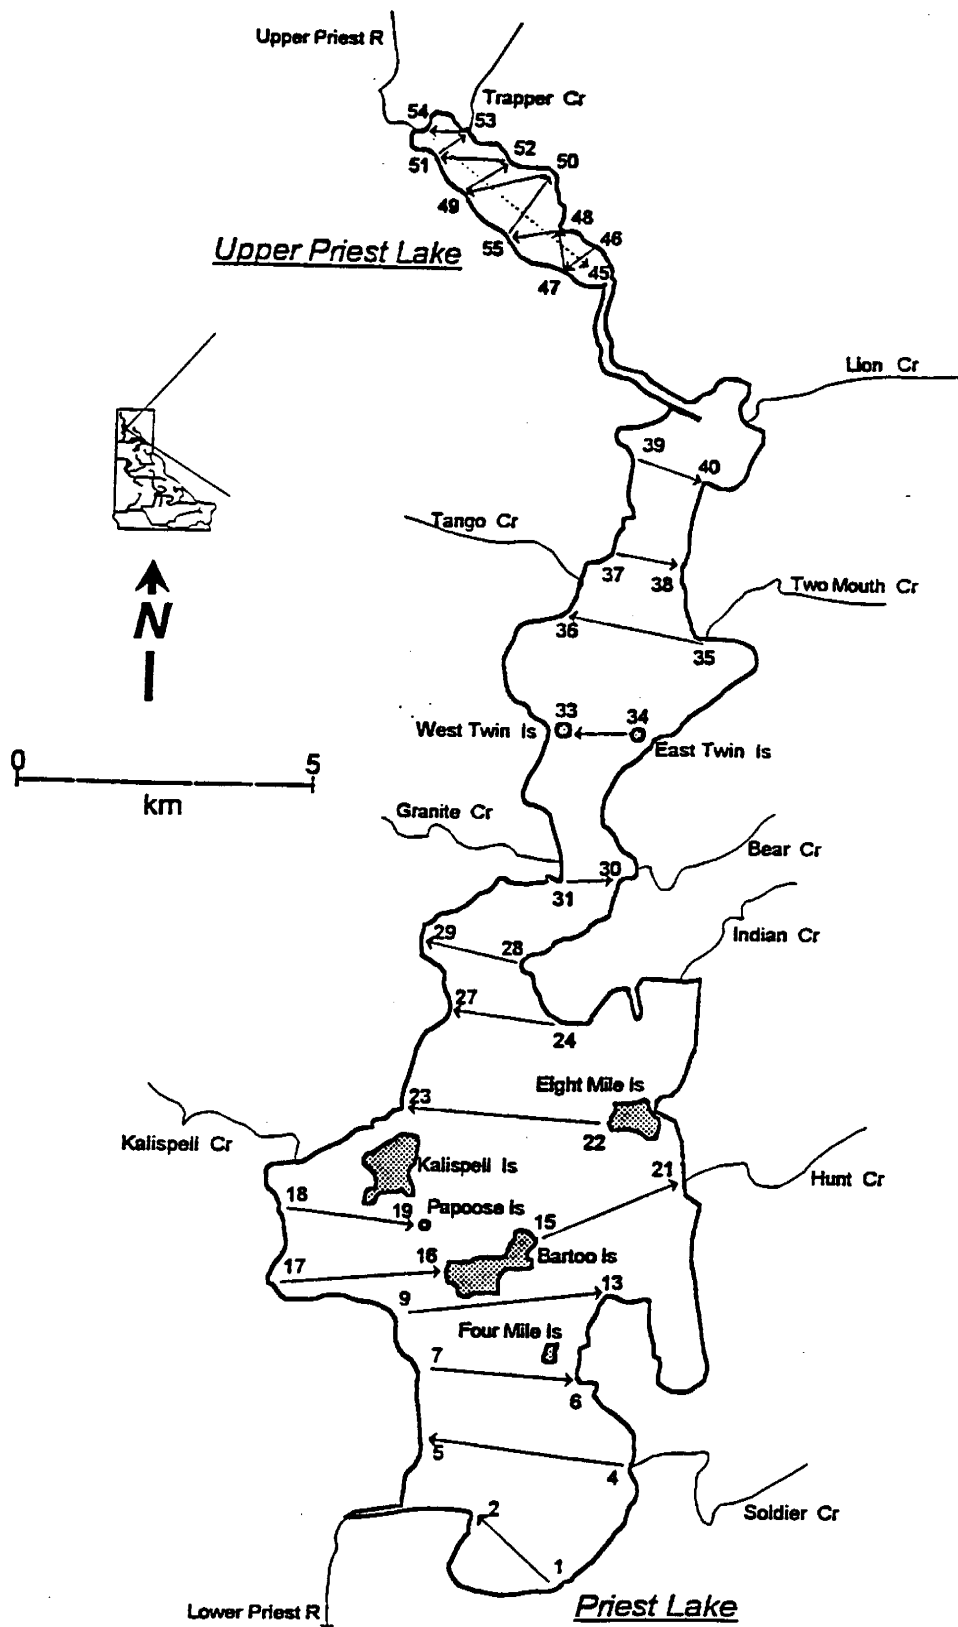 Upper Priest R
Trapper Cr
54
53
52
50
51
49
48
46
55
45
47
Upper Priest Lake
Lion Cr
39
40
Tango Cr
37
38
Two Mouth Cr
36
35
N
33
34
West Twin Is
East Twin Is
0 5
km
Granite Cr
Bear Cr
30
31
29
28
Indian Cr
27
24
Eight Mile Is
23
22
Kalispell Cr
Kalispell Is
21
Hunt Cr
18
19
Papoose Is
15
Bartoo Is
17
16
13
9
Four Mile Is
7
6
5
4
Soldier Cr
2
1
Lower Priest R
Priest Lake